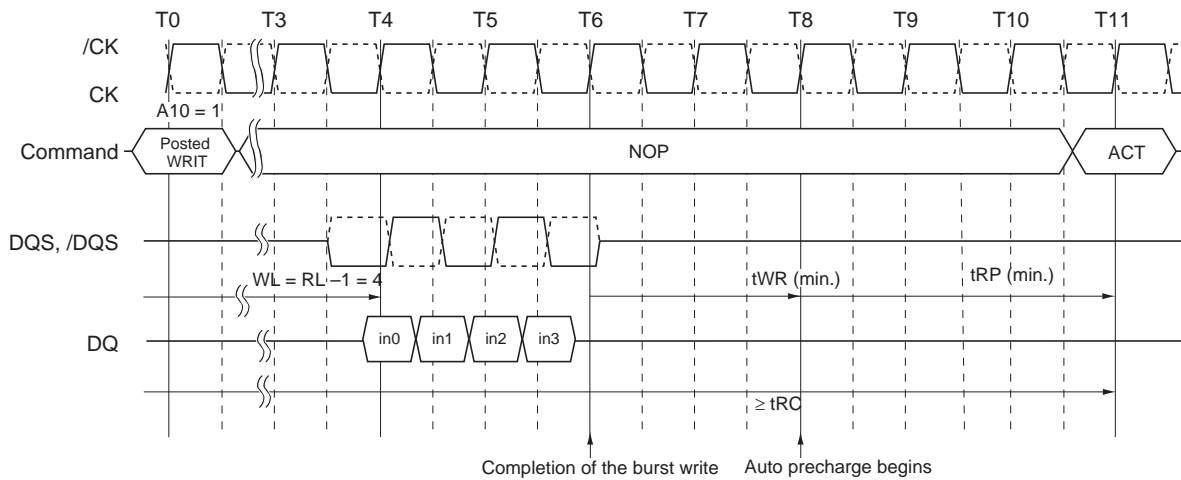 T0 T3 T4 T5 T6 T7 T8 T9 T10 T11
/CK
CK
A10 = 1
Command
Posted
WRIT
NOP
ACT
DQS, /DQS
WL = RL −1 = 4
tWR (min.)
tRP (min.)
DQ
in0 in1 in2 in3
≥ tRC
Completion of the burst write
Auto precharge begins